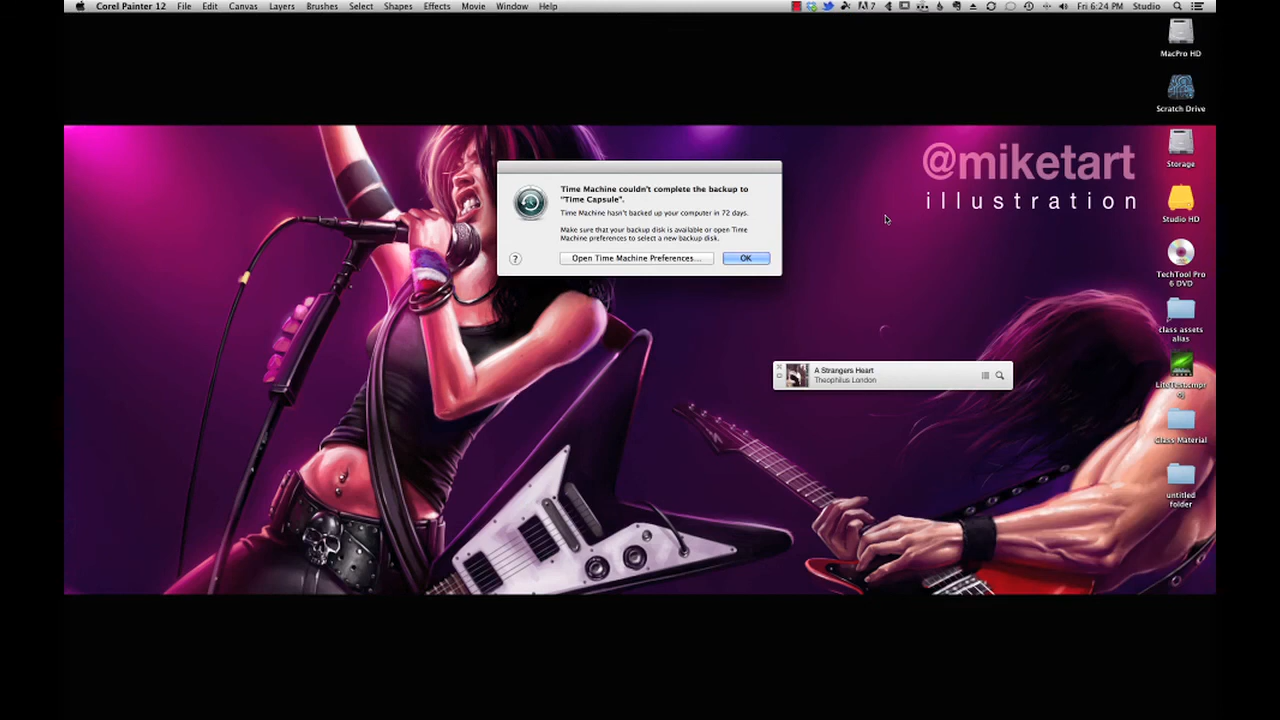 Corel Painter 12 File Edit Canvas Layers Brushes Select Shapes Effects Movie Window Help 7 Fri 6:24 PM Studio
MacPro HD
Scratch Drive
@miketart
illustration
Storage
Time Machine couldn't complete the backup to
"Time Capsule".
Time Machine hasn't backed up your computer in 72 days.
Make sure that your backup disk is available or open Time
Machine preferences to select a new backup disk.
? Open Time Machine Preferences... OK
Studio HD
TechTool Pro
6 DVD
class assets
alias
A Strangers Heart
Theophilus London
LiteTest.cmpr
oj
Class Material
untitled
folder